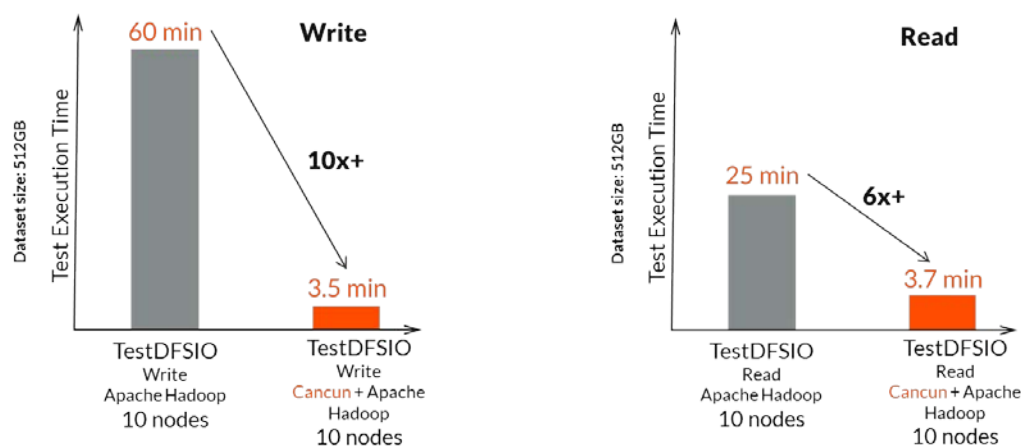 Write
60 min
10x+
3.5 min
Dataset size: 512GB
Test Execution Time
TestDFSIO
Write
Apache Hadoop
10 nodes
TestDFSIO
Write
Cancun + Apache
Hadoop
10 nodes
Read
25 min
6x+
3.7 min
Dataset size: 512GB
Test Execution Time
TestDFSIO
Read
Apache Hadoop
10 nodes
TestDFSIO
Read
Cancun + Apache
Hadoop
10 nodes